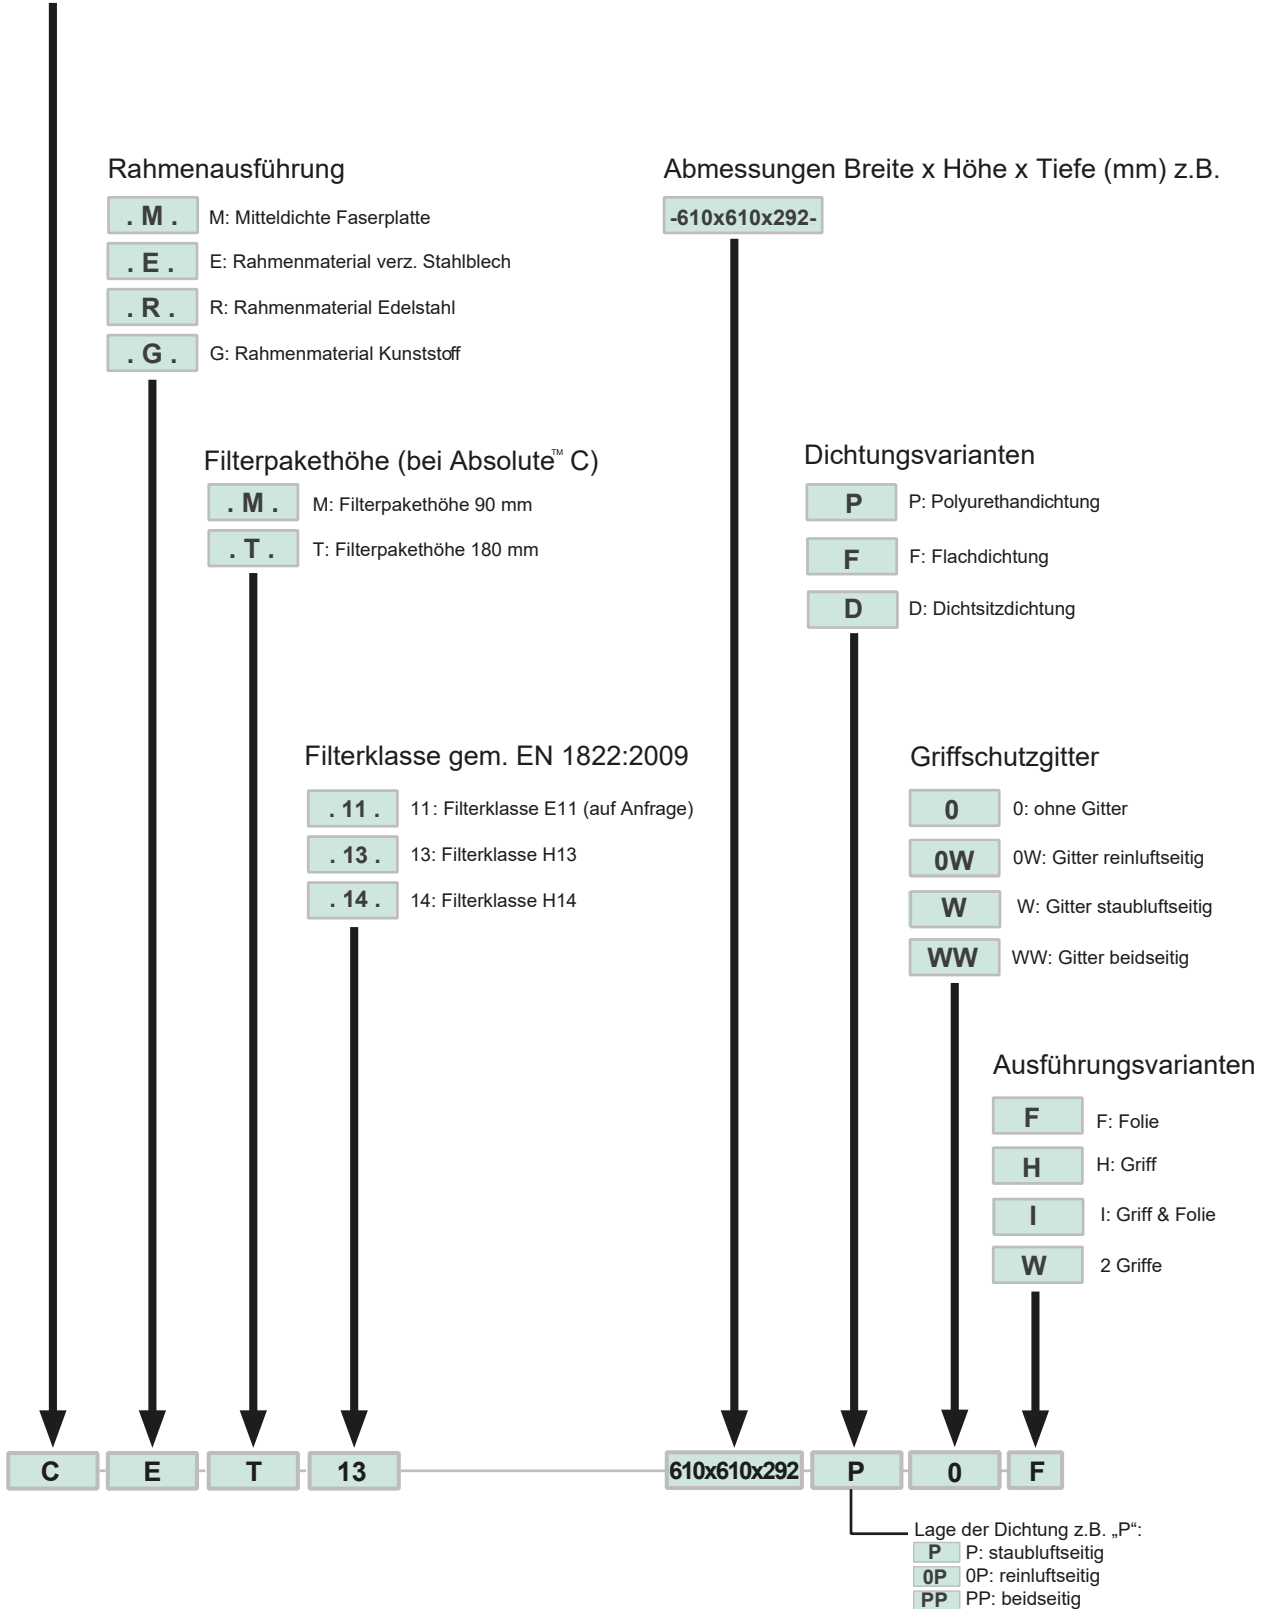 Rahmenausführung
. M . M: Mitteldichte Faserplatte
. E . E: Rahmenmaterial verz. Stahlblech
. R . R: Rahmenmaterial Edelstahl
. G . G: Rahmenmaterial Kunststoff
Abmessungen Breite x Höhe x Tiefe (mm) z.B.
-610x610x292-
Filterpakethöhe (bei Absolute™ C)
. M . M: Filterpakethöhe 90 mm
. T . T: Filterpakethöhe 180 mm
Dichtungsvarianten
P P: Polyurethandichtung
F F: Flachdichtung
D D: Dichtsitzdichtung
Filterklasse gem. EN 1822:2009
. 11 . 11: Filterklasse E11 (auf Anfrage)
. 13 . 13: Filterklasse H13
. 14 . 14: Filterklasse H14
Griffschutzgitter
0 0: ohne Gitter
0W 0W: Gitter reinluftseitig
W W: Gitter staubluftseitig
WW WW: Gitter beidseitig
Ausführungsvarianten
F F: Folie
H H: Griff
I I: Griff & Folie
W 2 Griffe
C E T 13 610x610x292 P 0 F
Lage der Dichtung z.B. „P“:
P P: staubluftseitig
0P 0P: reinluftseitig
PP PP: beidseitig